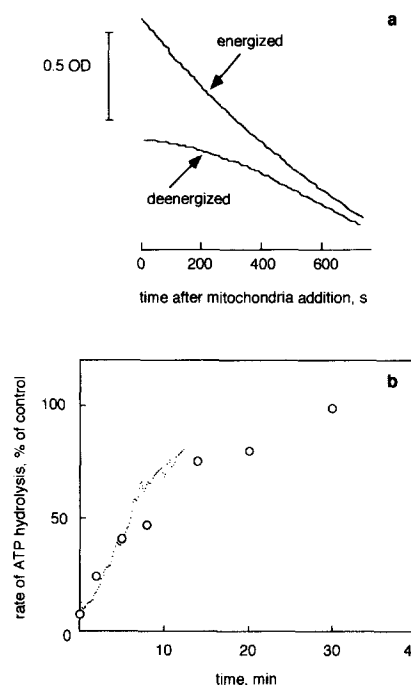 a
energized
0.5 OD
deenergized
0 200 400 600
time after mitochondria addition, s
b
100
50
0
rate of ATP hydrolysis, % of control
0 10 20 30 40
time, min